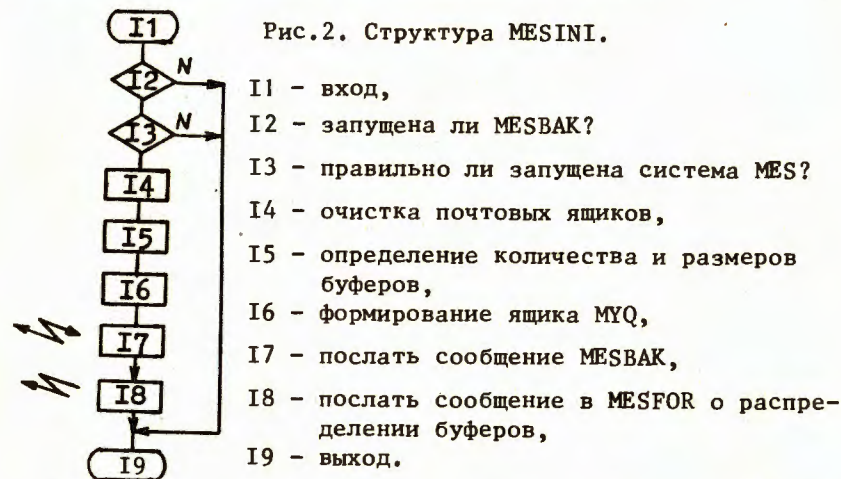 Рис.2. Структура MESINI.
I1
I2 N
I3 N
I4
I5
I6
I7
I8
I9
I1 - вход,
I2 - запущена ли MESBAK?
I3 - правильно ли запущена система MES?
I4 - очистка почтовых ящиков,
I5 - определение количества и размеров
буферов,
I6 - формирование ящика MYQ,
I7 - послать сообщение MESBAK,
I8 - послать сообщение в MESFOR о распре-
делении буферов,
I9 - выход.